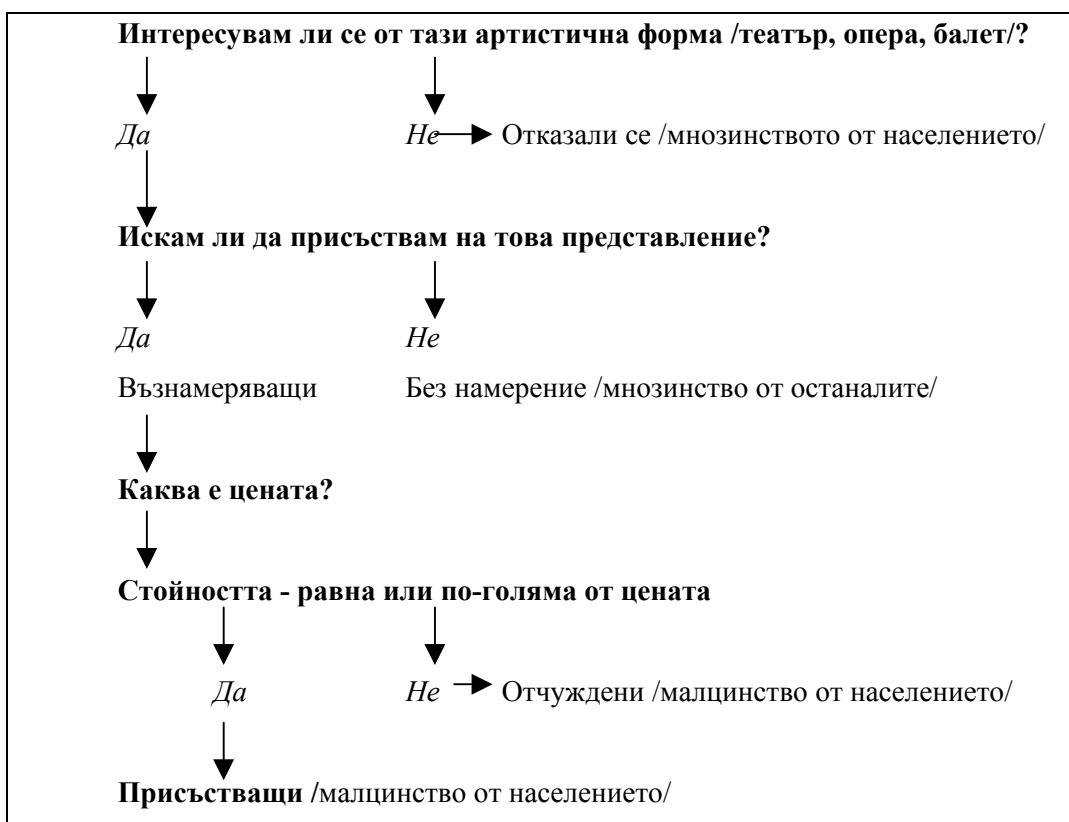 Интересувам ли се от тази артистична форма /театър, опера, балет/?
Да Не Отказали се /мнозинството от населението/
Искам ли да присъствам на това представление?
Да Не
Възнамеряващи Без намерение /мнозинство от останалите/
Каква е цената?
Стойността - равна или по-голяма от цената
Да Не Отчуждени /малцинство от населението/
Присъстващи /малцинство от населението/